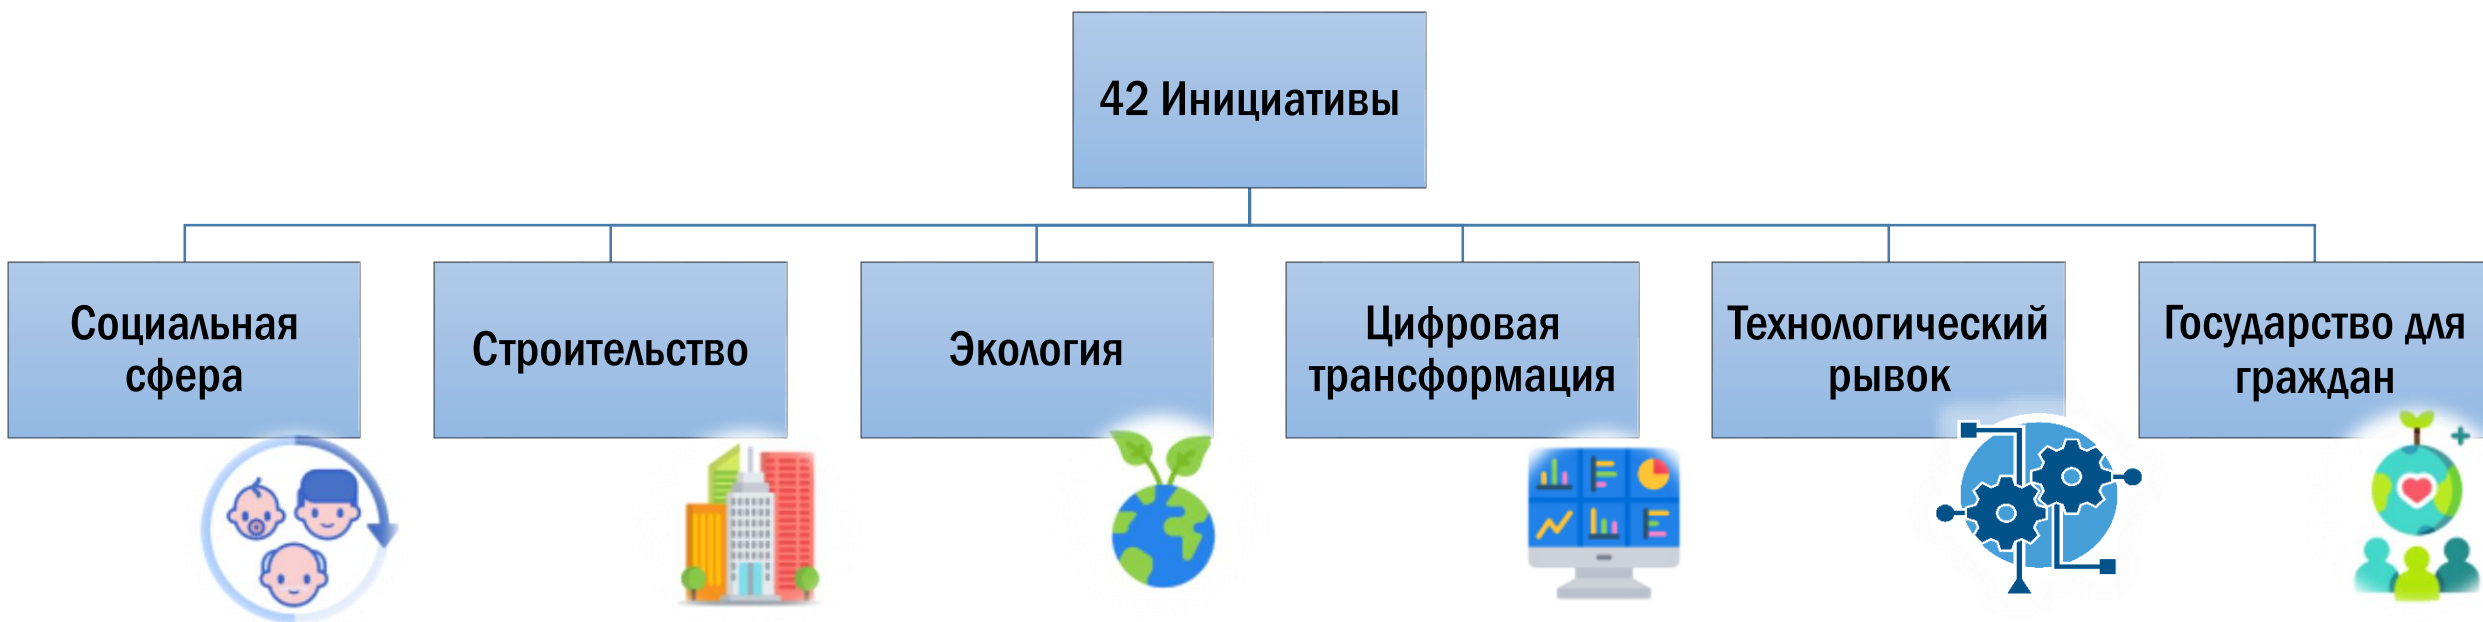 42 Инициативы
Социальная
сфера
Строительство
Экология
Цифровая
трансформация
Технологический
рывок
Государство для
граждан